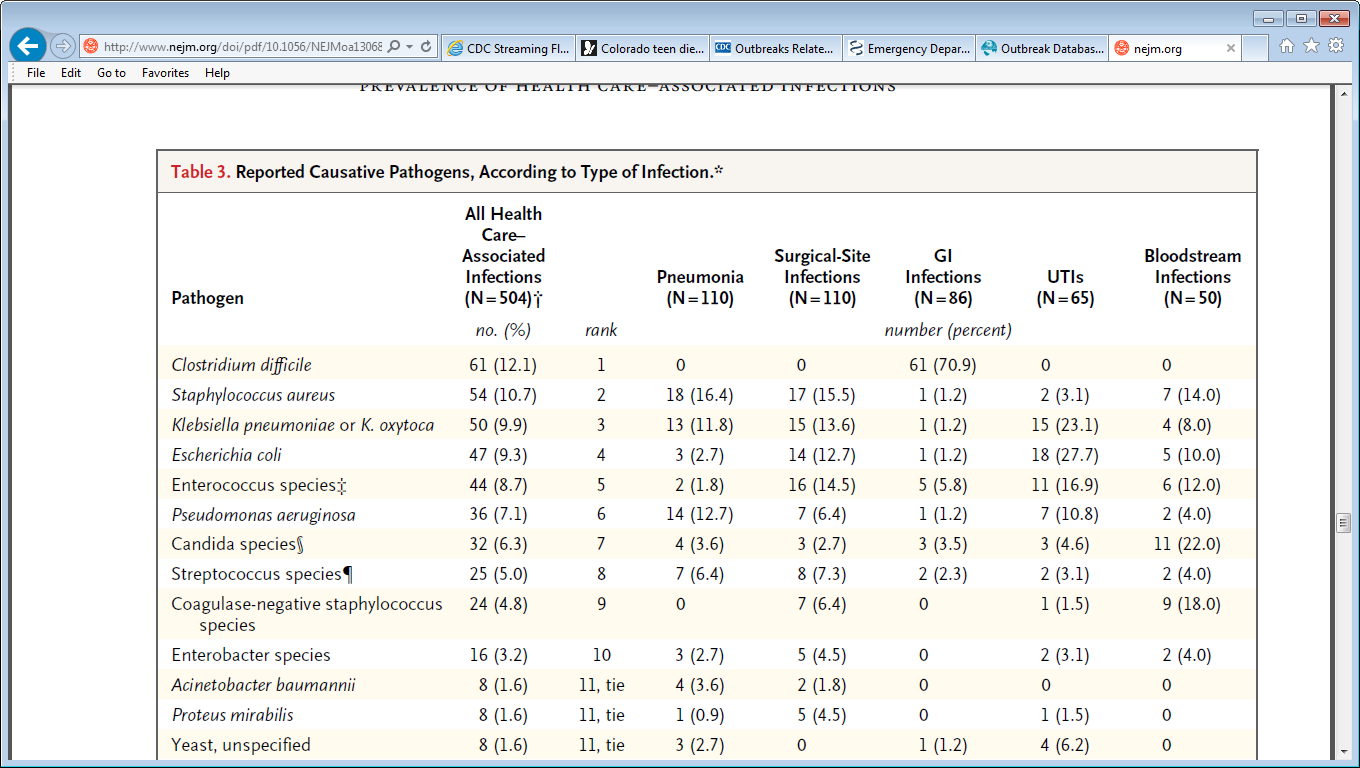 http://www.nejm.org/doi/pdf/10.1056/NEJMoa13068
CDC Streaming Fl... Colorado teen die... CDC Outbreaks Relate... Emergency Depar... Outbreak Databas... nejm.org
File Edit Go to Favorites Help
PREVALENCE OF HEALTH CARE–ASSOCIATED INFECTIONS
Table 3. Reported Causative Pathogens, According to Type of Infection.*
Pathogen
All Health
Care–
Associated
Infections
(N=504)†
Pneumonia
(N=110)
Surgical-Site
Infections
(N=110)
GI
Infections
(N=86)
UTIs
(N=65)
Bloodstream
Infections
(N=50)
no. (%) rank number (percent)
Clostridium difficile 61 (12.1) 1 0 0 61 (70.9) 0 0
Staphylococcus aureus 54 (10.7) 2 18 (16.4) 17 (15.5) 1 (1.2) 2 (3.1) 7 (14.0)
Klebsiella pneumoniae or K. oxytoca 50 (9.9) 3 13 (11.8) 15 (13.6) 1 (1.2) 15 (23.1) 4 (8.0)
Escherichia coli 47 (9.3) 4 3 (2.7) 14 (12.7) 1 (1.2) 18 (27.7) 5 (10.0)
Enterococcus species‡ 44 (8.7) 5 2 (1.8) 16 (14.5) 5 (5.8) 11 (16.9) 6 (12.0)
Pseudomonas aeruginosa 36 (7.1) 6 14 (12.7) 7 (6.4) 1 (1.2) 7 (10.8) 2 (4.0)
Candida species§ 32 (6.3) 7 4 (3.6) 3 (2.7) 3 (3.5) 3 (4.6) 11 (22.0)
Streptococcus species¶ 25 (5.0) 8 7 (6.4) 8 (7.3) 2 (2.3) 2 (3.1) 2 (4.0)
Coagulase-negative staphylococcus 24 (4.8) 9 0 7 (6.4) 0 1 (1.5) 9 (18.0)
species
Enterobacter species 16 (3.2) 10 3 (2.7) 5 (4.5) 0 2 (3.1) 2 (4.0)
Acinetobacter baumannii 8 (1.6) 11, tie 4 (3.6) 2 (1.8) 0 0 0
Proteus mirabilis 8 (1.6) 11, tie 1 (0.9) 5 (4.5) 0 1 (1.5) 0
Yeast, unspecified 8 (1.6) 11, tie 3 (2.7) 0 1 (1.2) 4 (6.2) 0